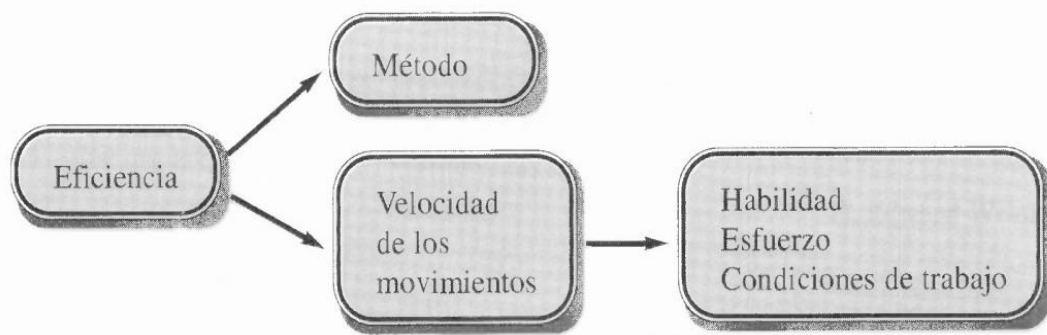 Método
Eficiencia
Velocidad
de los
movimientos
Habilidad
Esfuerzo
Condiciones de trabajo